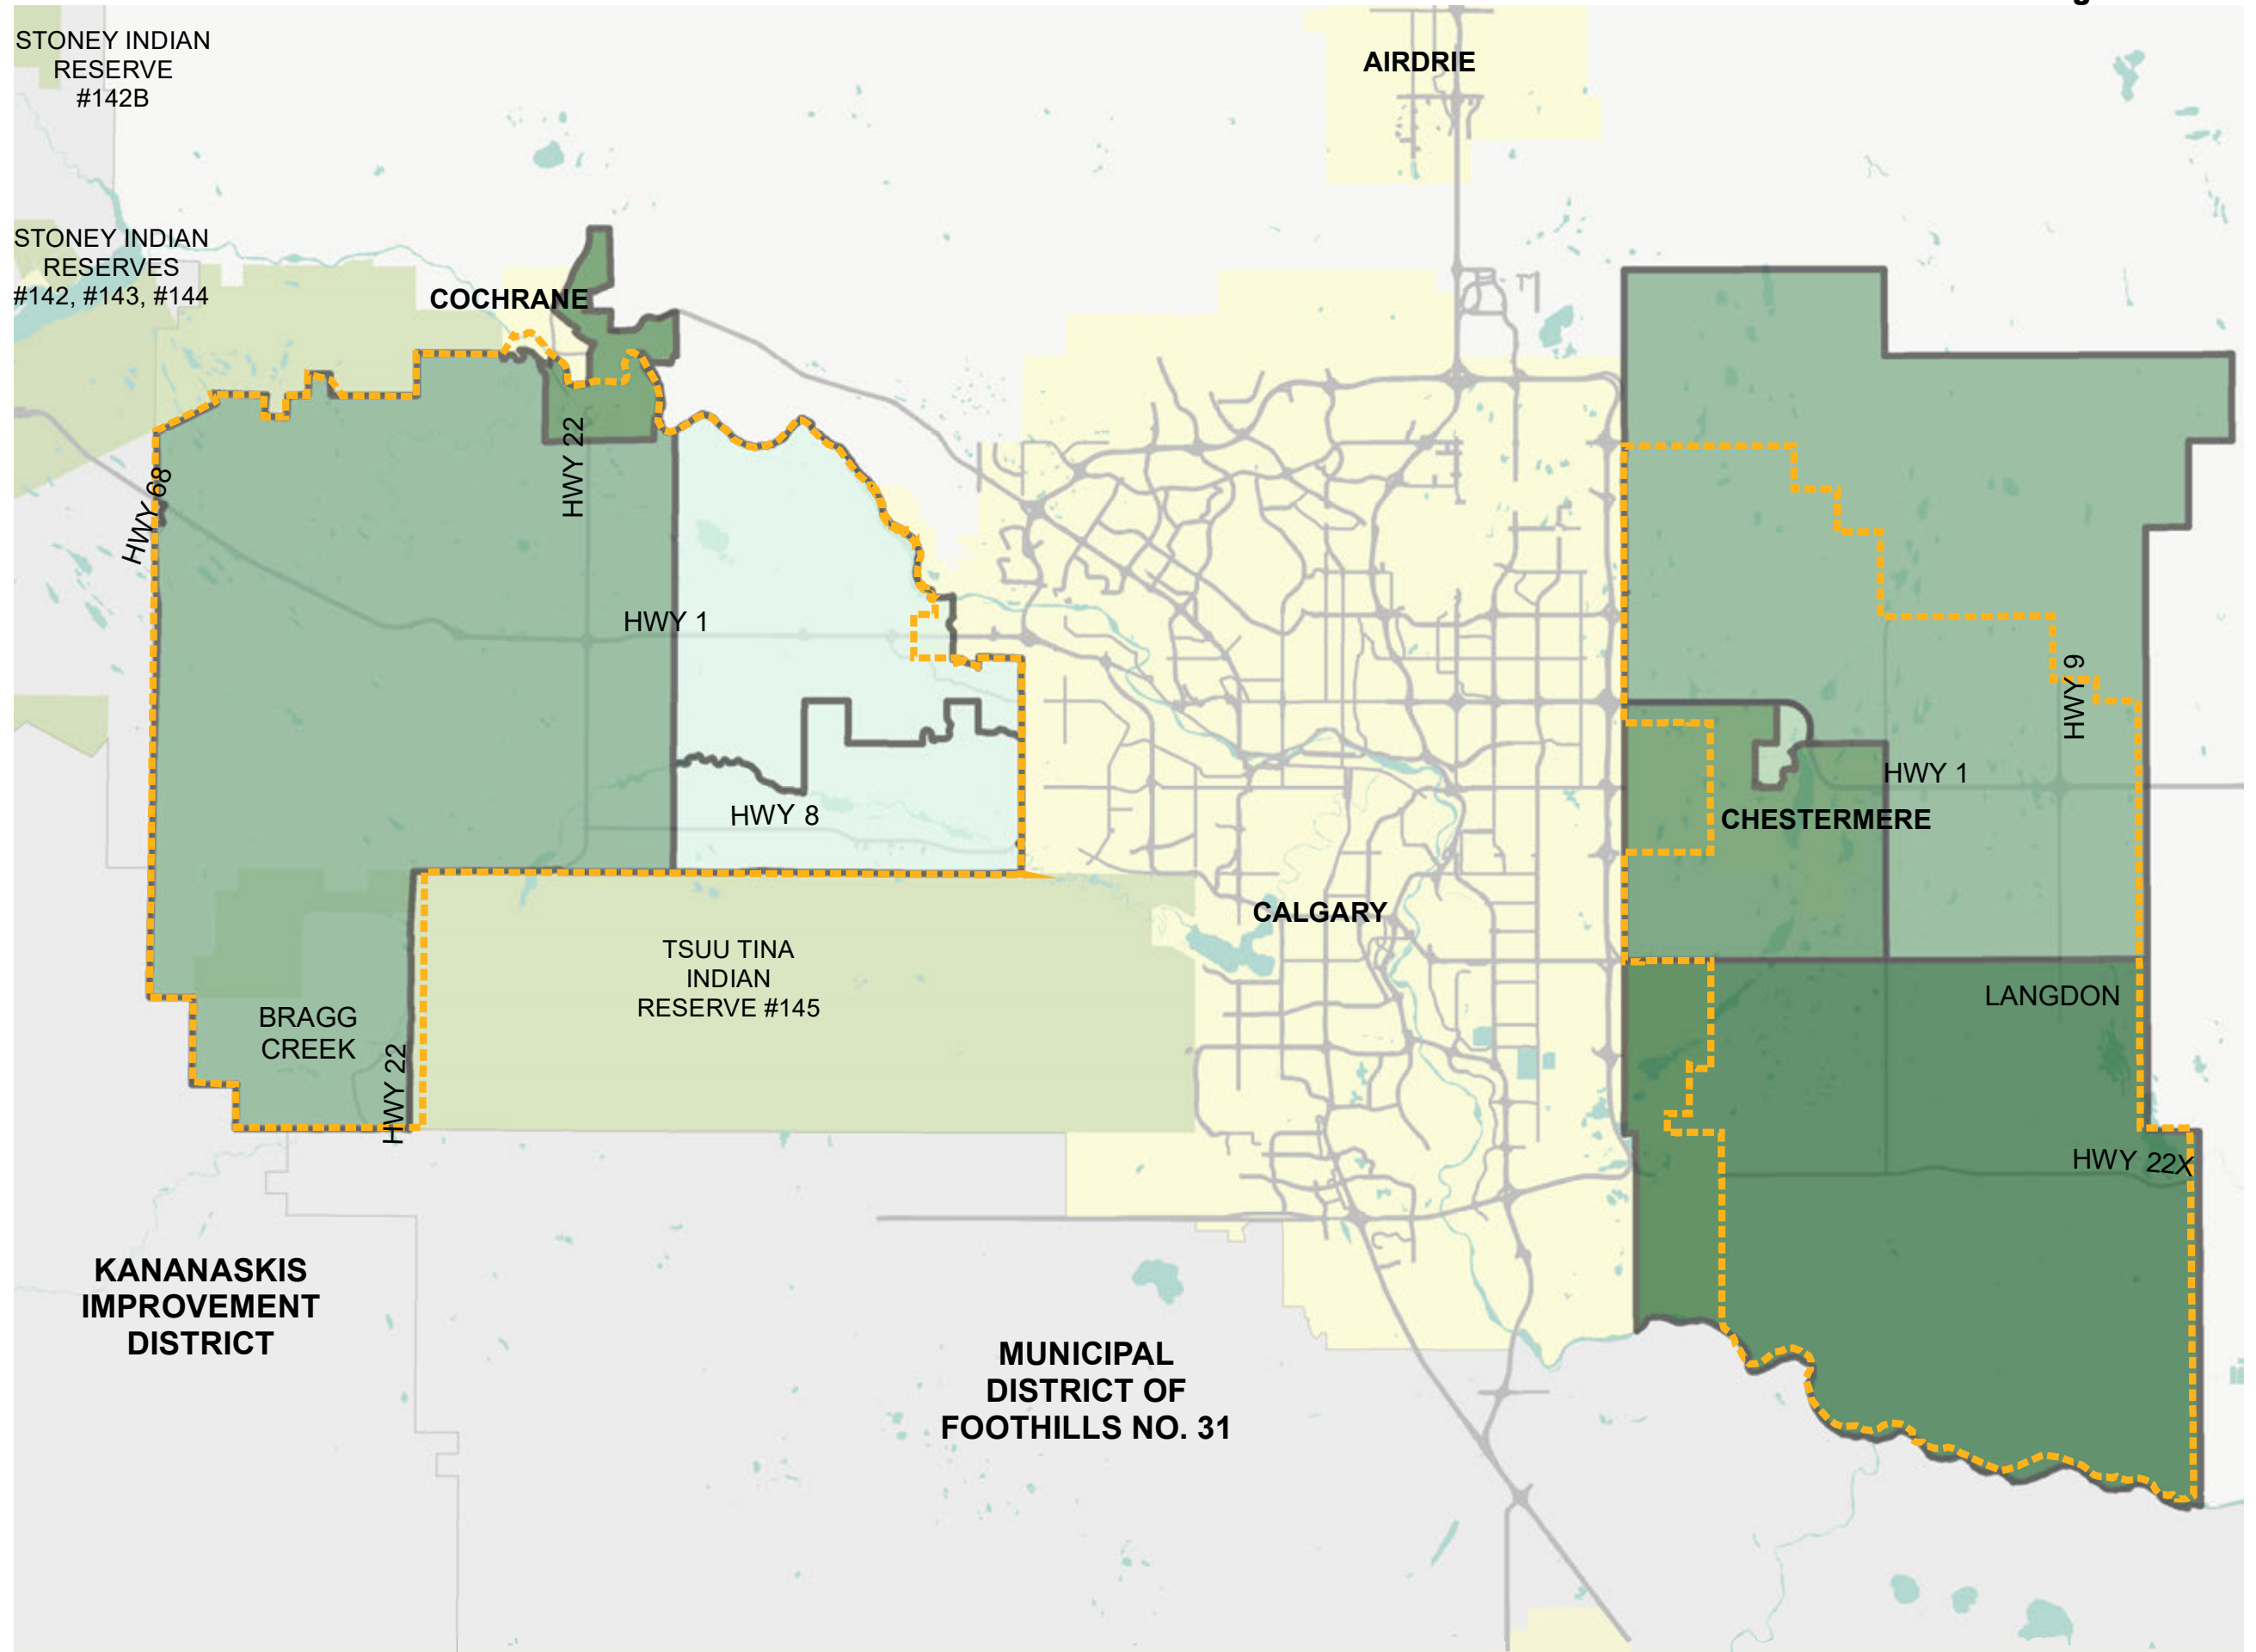 STONEY INDIAN
RESERVE
#142B
AIRDRIE
STONEY INDIAN
RESERVES
#142, #143, #144
COCHRANE
HWY 22
HWY 68
HWY 1
HWY 9
HWY 1
HWY 8
CHESTERMERE
CALGARY
TSUU TINA
INDIAN
RESERVE #145
LANGDON
BRAGG
CREEK
HWY 22
HWY 22X
KANANASKIS
IMPROVEMENT
DISTRICT
MUNICIPAL
DISTRICT OF
FOOTHILLS NO. 31